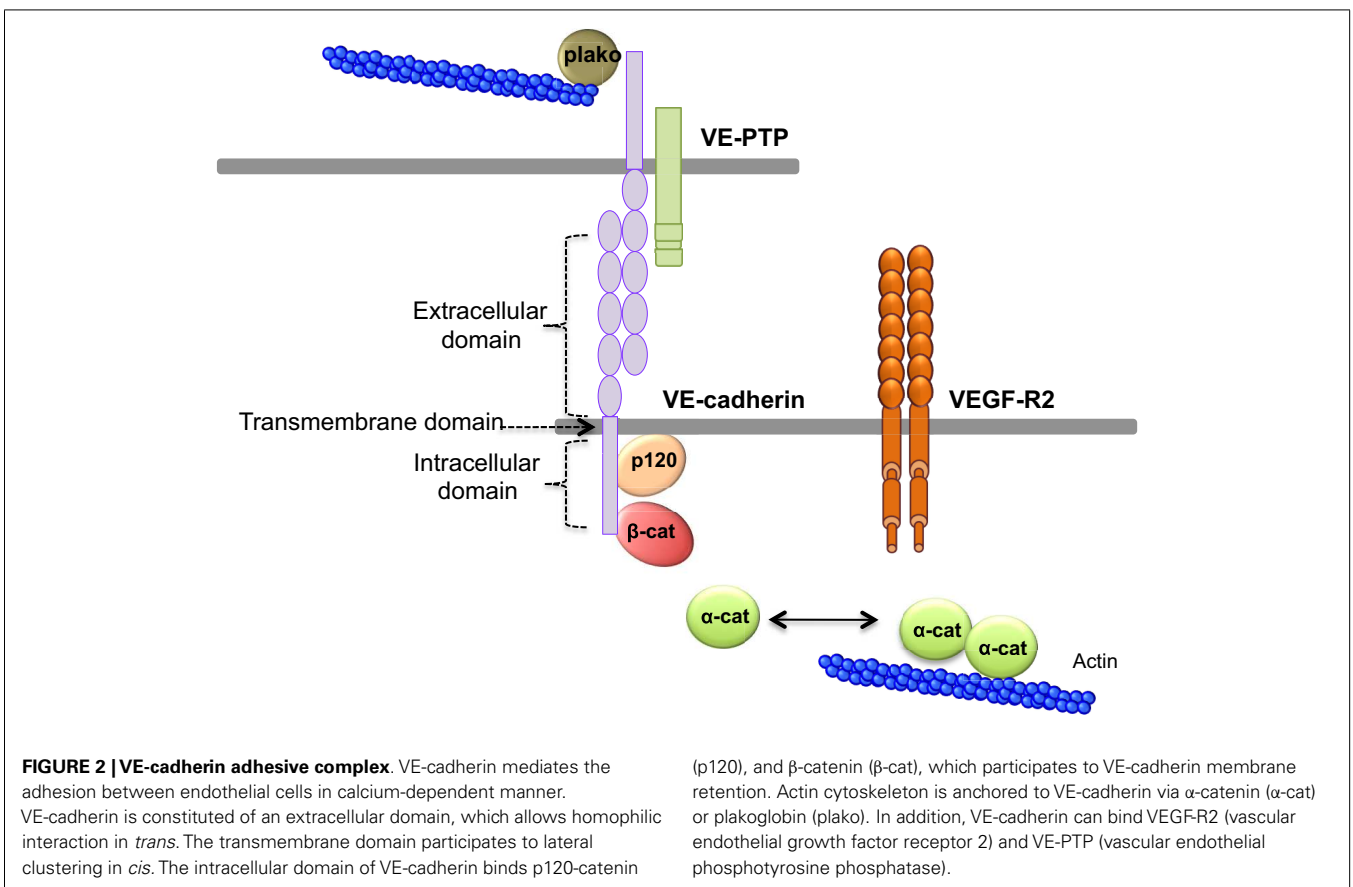 plako
VE-PTP
Extracellular
domain
VE-cadherin
VEGF-R2
Transmembrane domain
Intracellular
domain
p120
β-cat
α-cat
α-cat
α-cat
Actin
FIGURE 2 | VE-cadherin adhesive complex. VE-cadherin mediates the
adhesion between endothelial cells in calcium-dependent manner.
VE-cadherin is constituted of an extracellular domain, which allows homophilic
interaction in trans. The transmembrane domain participates to lateral
clustering in cis. The intracellular domain of VE-cadherin binds p120-catenin
(p120), and β-catenin (β-cat), which participates to VE-cadherin membrane
retention. Actin cytoskeleton is anchored to VE-cadherin via α-catenin (α-cat)
or plakoglobin (plako). In addition, VE-cadherin can bind VEGF-R2 (vascular
endothelial growth factor receptor 2) and VE-PTP (vascular endothelial
phosphotyrosine phosphatase).